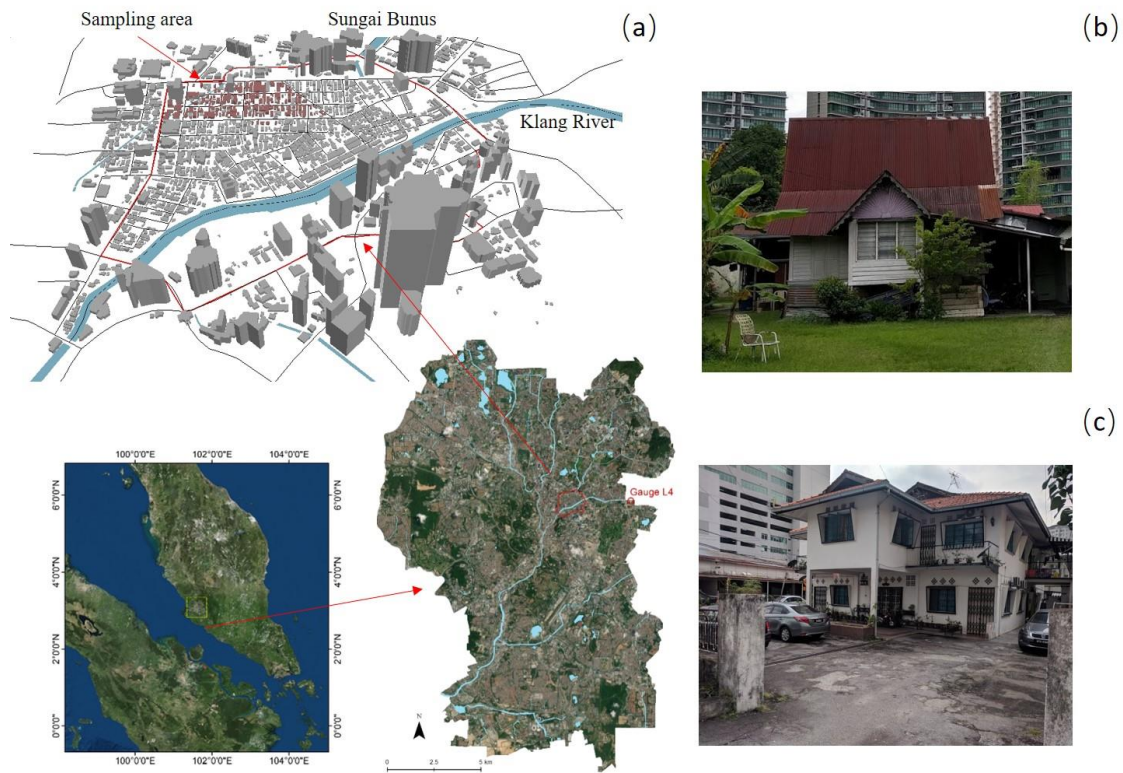 Sampling area
Sungai Bunus
(a)
(b)
Klang River
(c)
Gauge L4
100°0'0"E 102°0'0"E 104°0'0"E
6°0'0"N
6°0'0"N
4°0'0"N
4°0'0"N
2°0'0"N
2°0'0"N
0°0'0"N
0°0'0"N
100°0'0"E 102°0'0"E 104°0'0"E
N
0 2.5 5 km